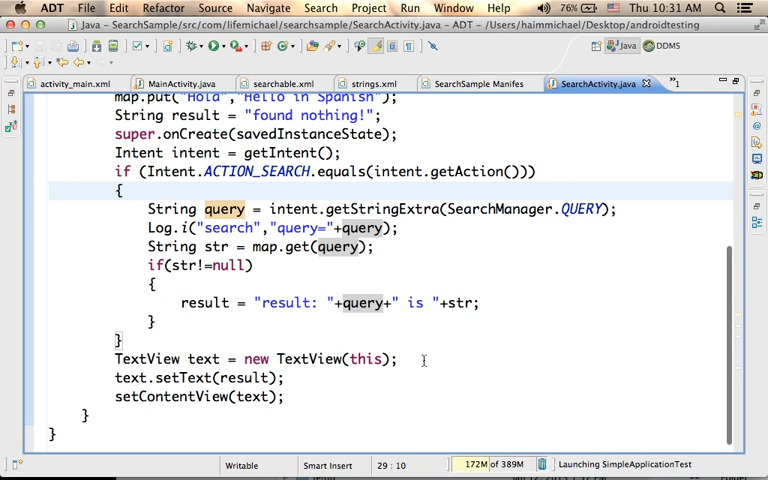 ADT File Edit Refactor Source Navigate Search Project Run Window Help 76% Thu 10:31 AM
Java – SearchSample/src/com/lifemichael/searchsample/SearchActivity.java – ADT – /Users/haimmichael/Desktop/androidtesting
Java DDMS
activity_main.xml MainActivity.java searchable.xml strings.xml SearchSample Manifes SearchActivity.java »1
map.put("Hola","Hello in Spanish");
String result = "found nothing!";
super.onCreate(savedInstanceState);
Intent intent = getIntent();
if (Intent.ACTION_SEARCH.equals(intent.getAction()))
{
String query = intent.getStringExtra(SearchManager.QUERY);
Log.i("search","query="+query);
String str = map.get(query);
if(str!=null)
{
result = "result: "+query+" is "+str;
}
}
TextView text = new TextView(this);
text.setText(result);
setContentView(text);
}
}
Writable Smart Insert 29 : 10 172M of 389M Launching SimpleApplicationTest